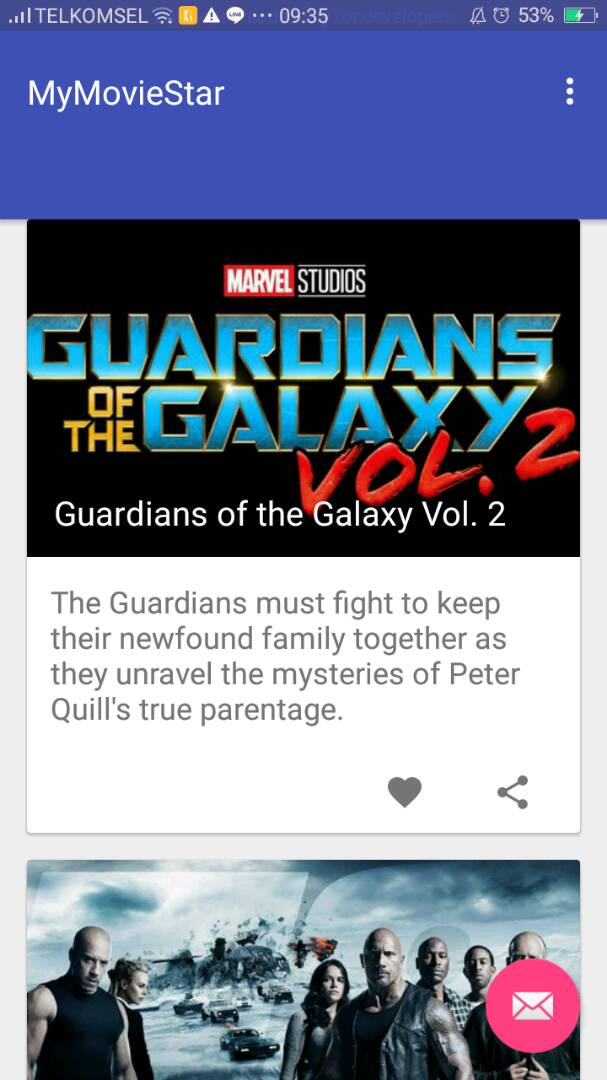 TELKOMSEL 09:35 for developers 53%
MyMovieStar
MARVEL STUDIOS
GUARDIANS
OF THE GALAXY
VOL. 2
Guardians of the Galaxy Vol. 2
The Guardians must fight to keep
their newfound family together as
they unravel the mysteries of Peter
Quill's true parentage.